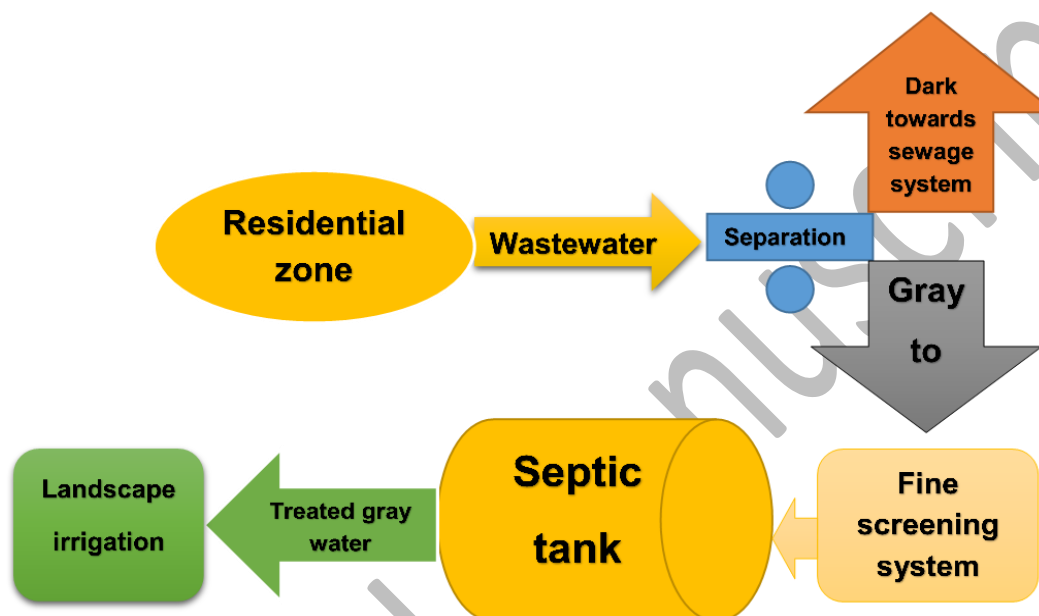 Residential
zone
Wastewater
Separation
Dark
towards
sewage
system
Gray
to
Fine
screening
system
Septic
tank
Treated gray
water
Landscape
irrigation